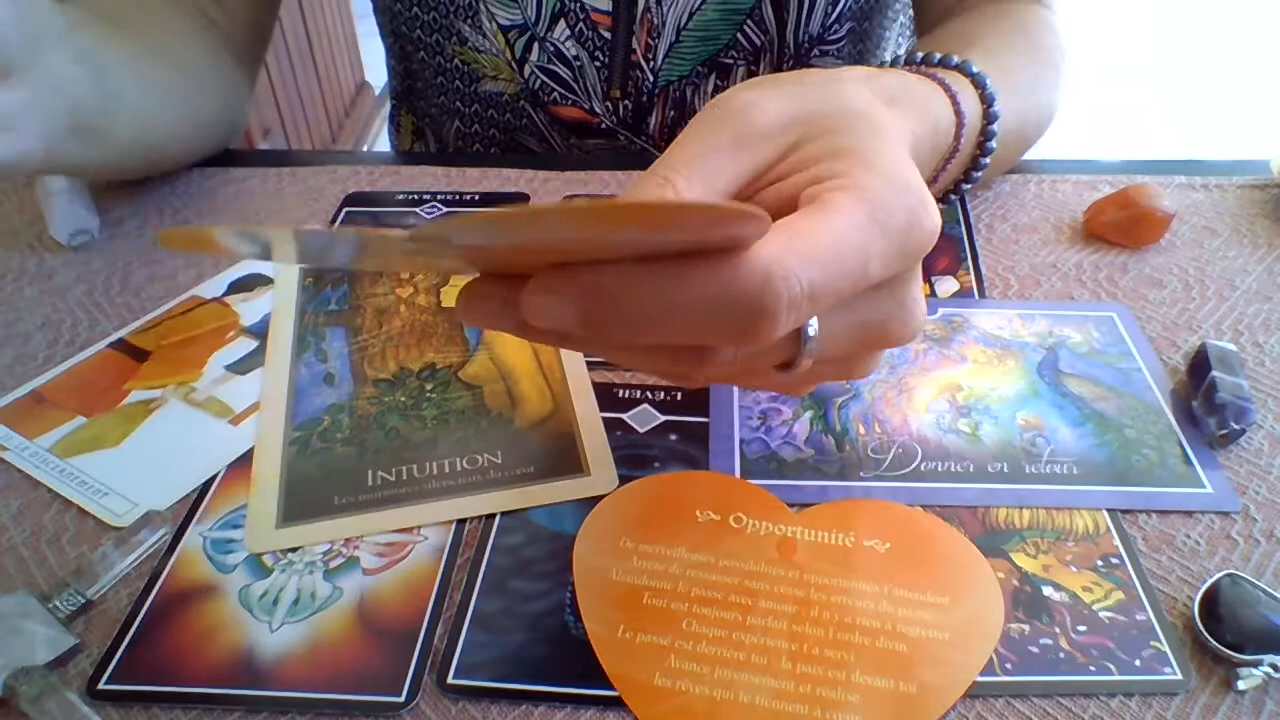 LE COURAGE
L'ÉVEIL
LE DISCERNEMENT
INTUITION
Les murmures silencieux du cœur
Donner en retour
Opportunité
De merveilleuses possibilités et opportunités t'attendent
Arrête de ressasser sans cesse les erreurs du passé
Abandonne le passé avec amour : il n'y a rien à regretter
Tout est toujours parfait selon l'ordre divin
Chaque expérience t'a servi
Le passé est derrière toi : la paix est devant toi
Avance joyeusement et réalise
les rêves qui te tiennent à cœur